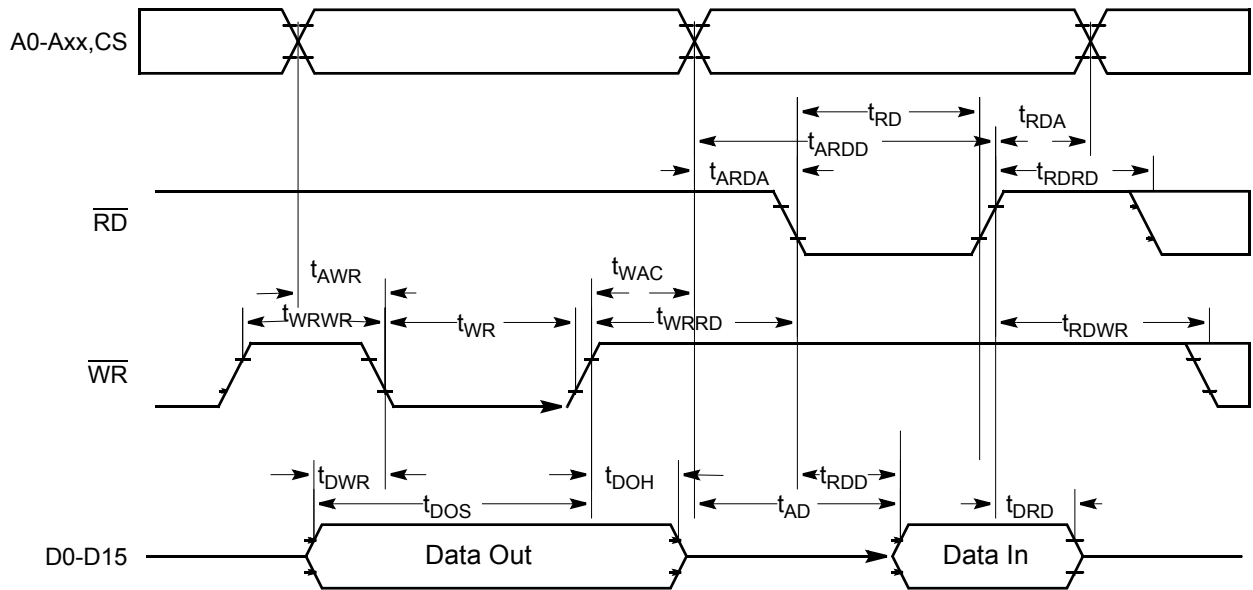 A0-Axx,CS
tRD
tRDA
tARDD
tARDA
tRDRD
RD
tAWR
tWAC
tWRWR
tWR
tWRRD
tRDWR
WR
tDWR
tDOH
tRDD
tDOS
tAD
tDRD
D0-D15
Data Out
Data In